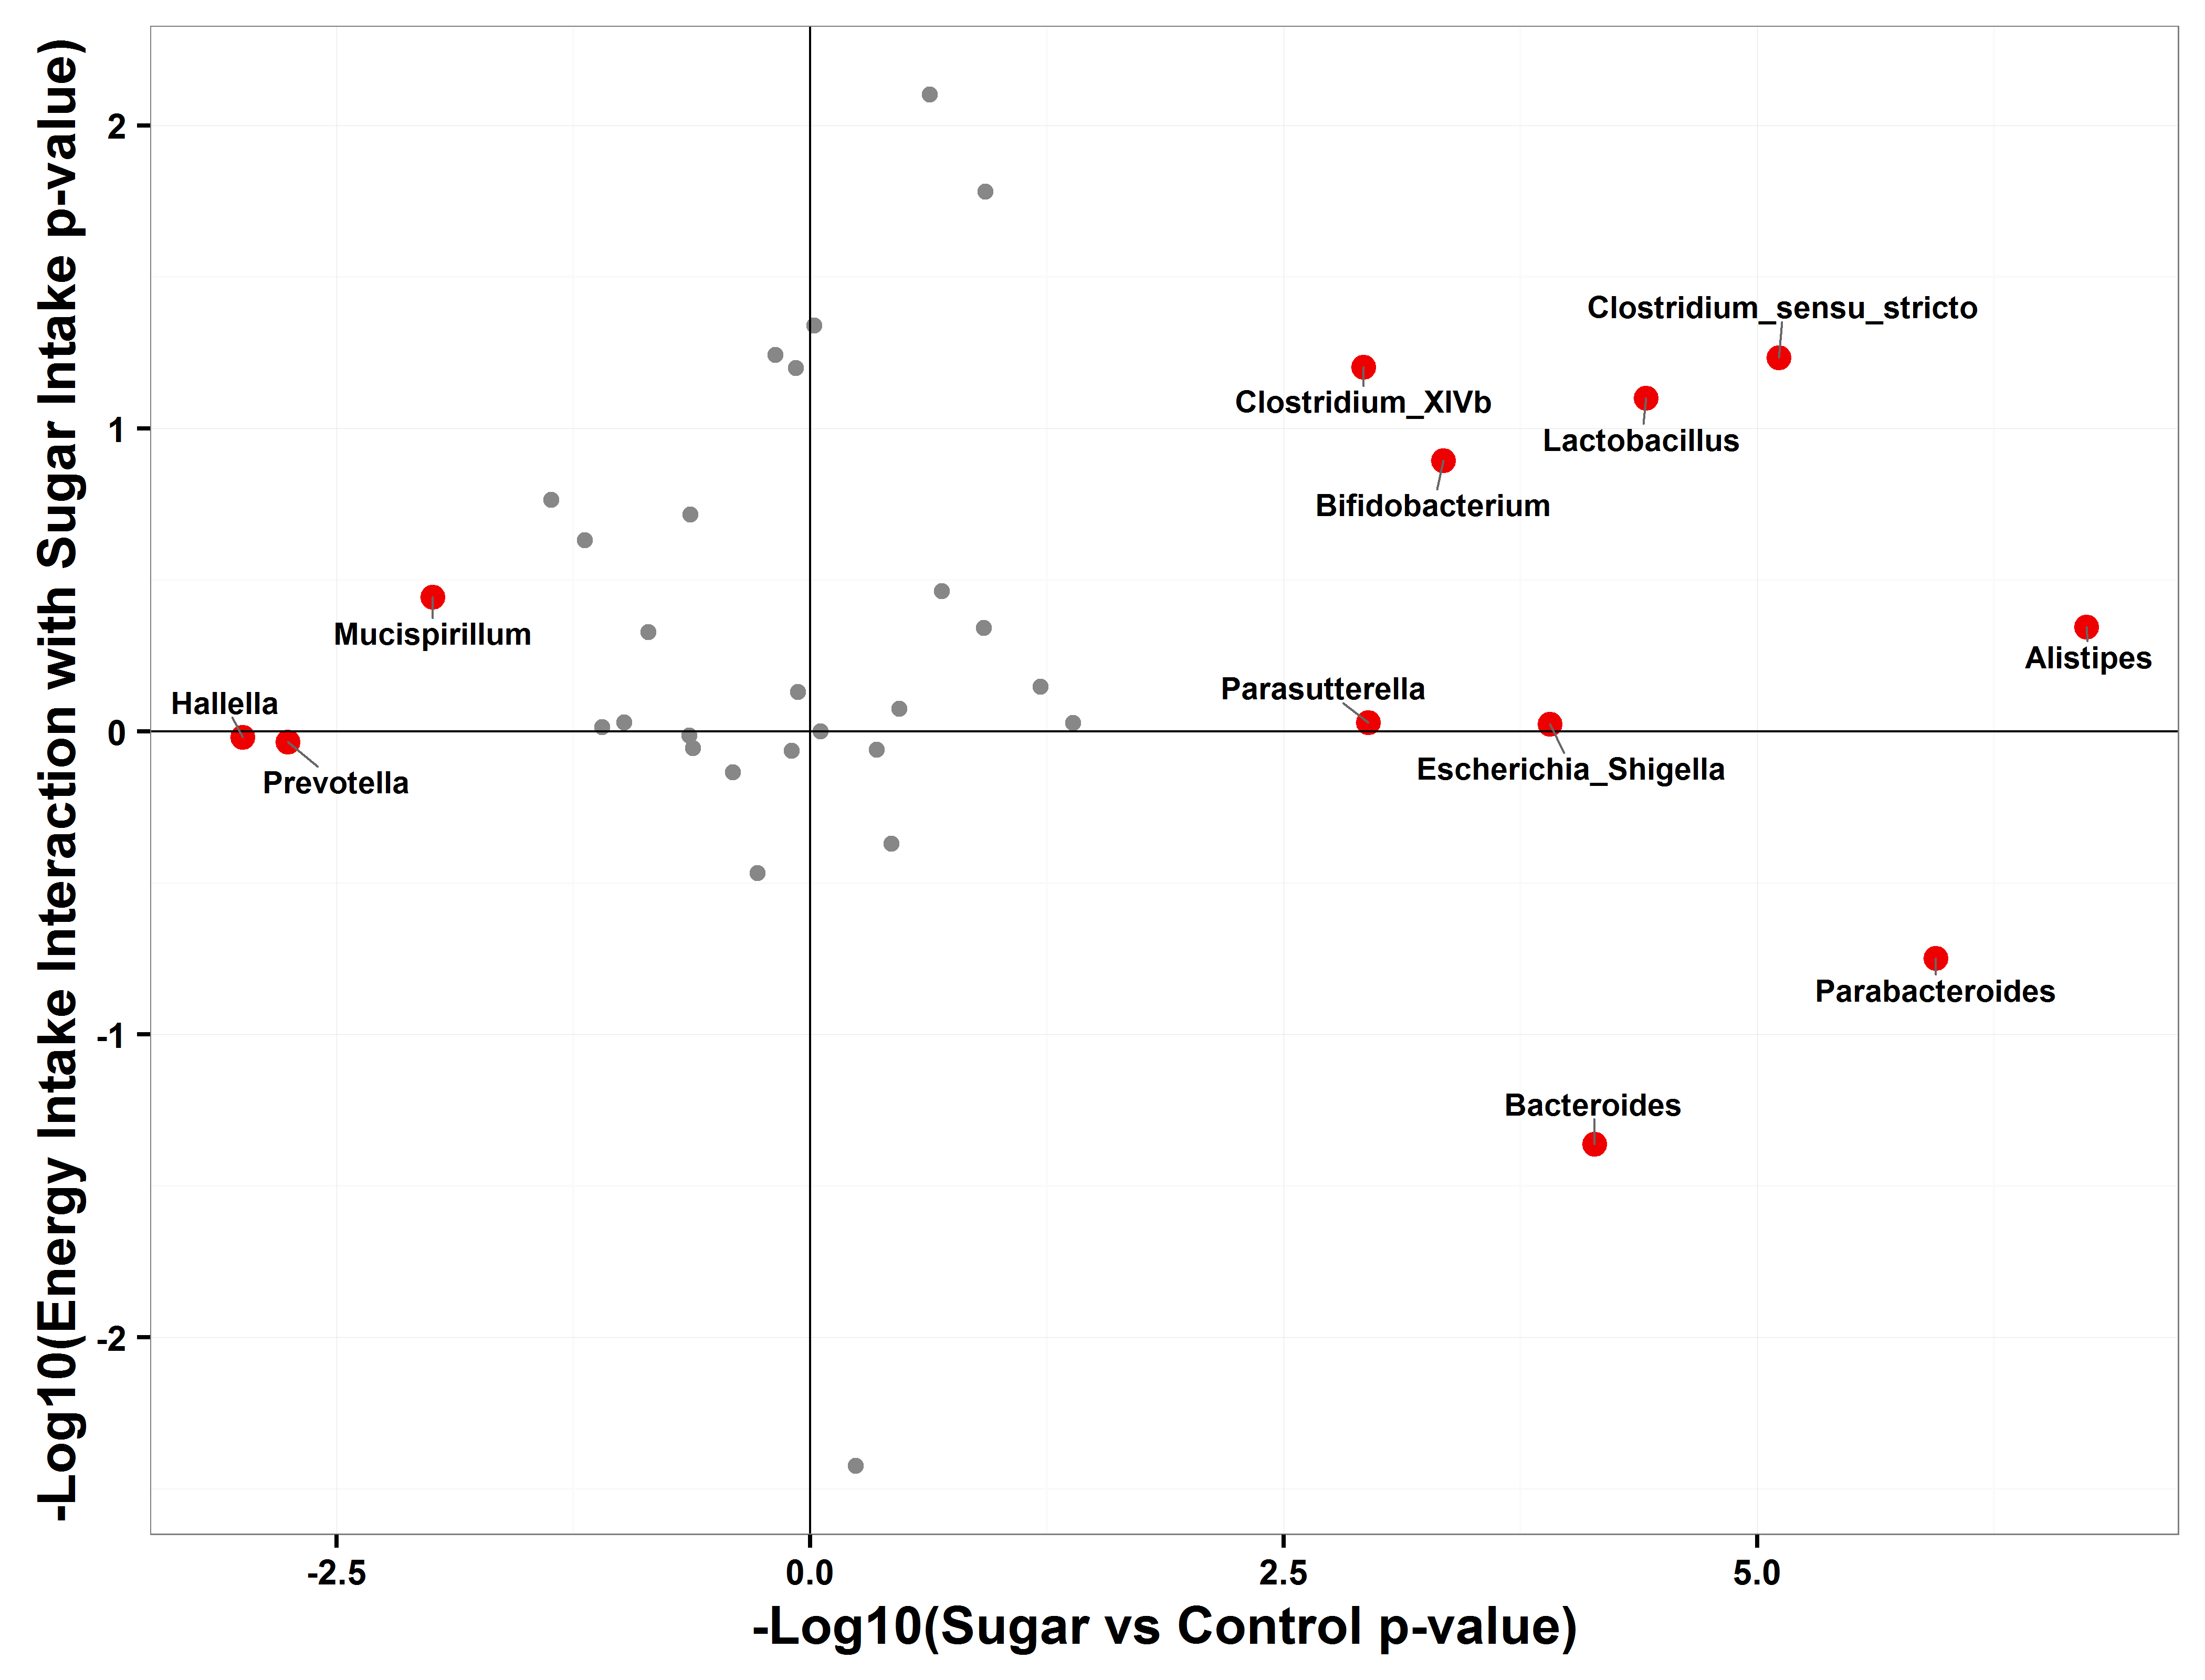 -Log10(Energy Intake Interaction with Sugar Intake p-value)
2
1
0
-1
-2
Clostridium_sensu_stricto
Clostridium_XIVb
Lactobacillus
Bifidobacterium
Mucispirillum
Alistipes
Parasutterella
Hallella
Escherichia_Shigella
Prevotella
Parabacteroides
Bacteroides
-2.5 0.0 2.5 5.0
-Log10(Sugar vs Control p-value)